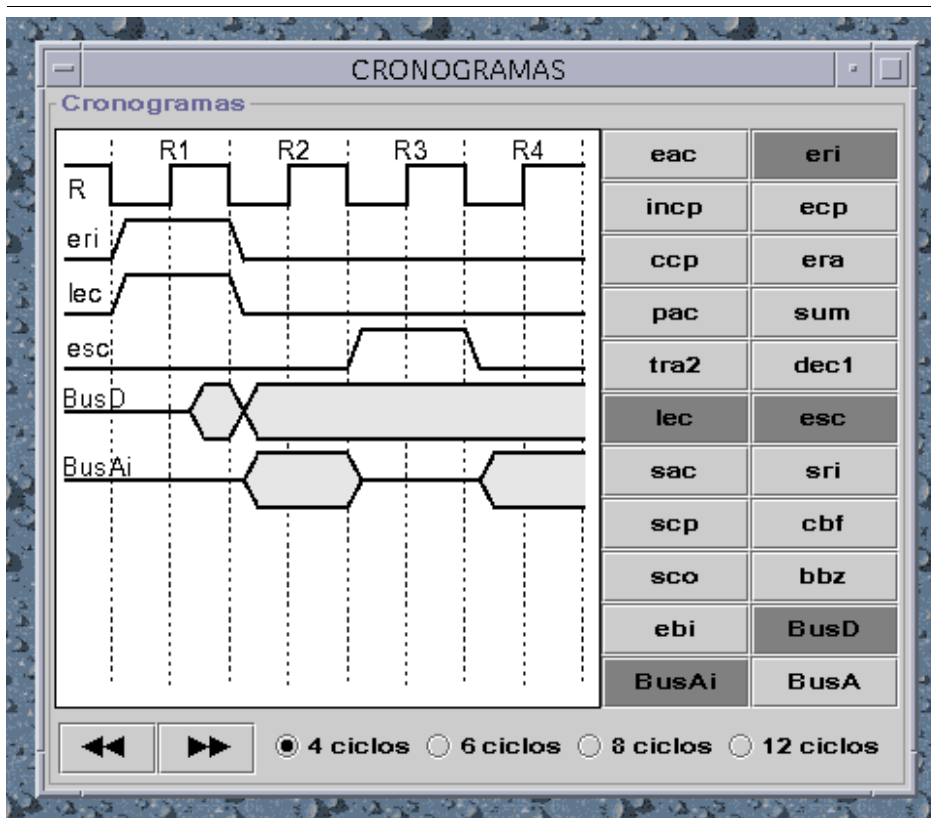 CRONOGRAMAS
Cronogramas
R1 R2 R3 R4
R
eri
lec
esc
BusD
BusAi
eac eri
incp ecp
ccp era
pac sum
tra2 dec1
lec esc
sac sri
scp cbf
sco bbz
ebi BusD
BusAi BusA
4 ciclos 6 ciclos 8 ciclos 12 ciclos